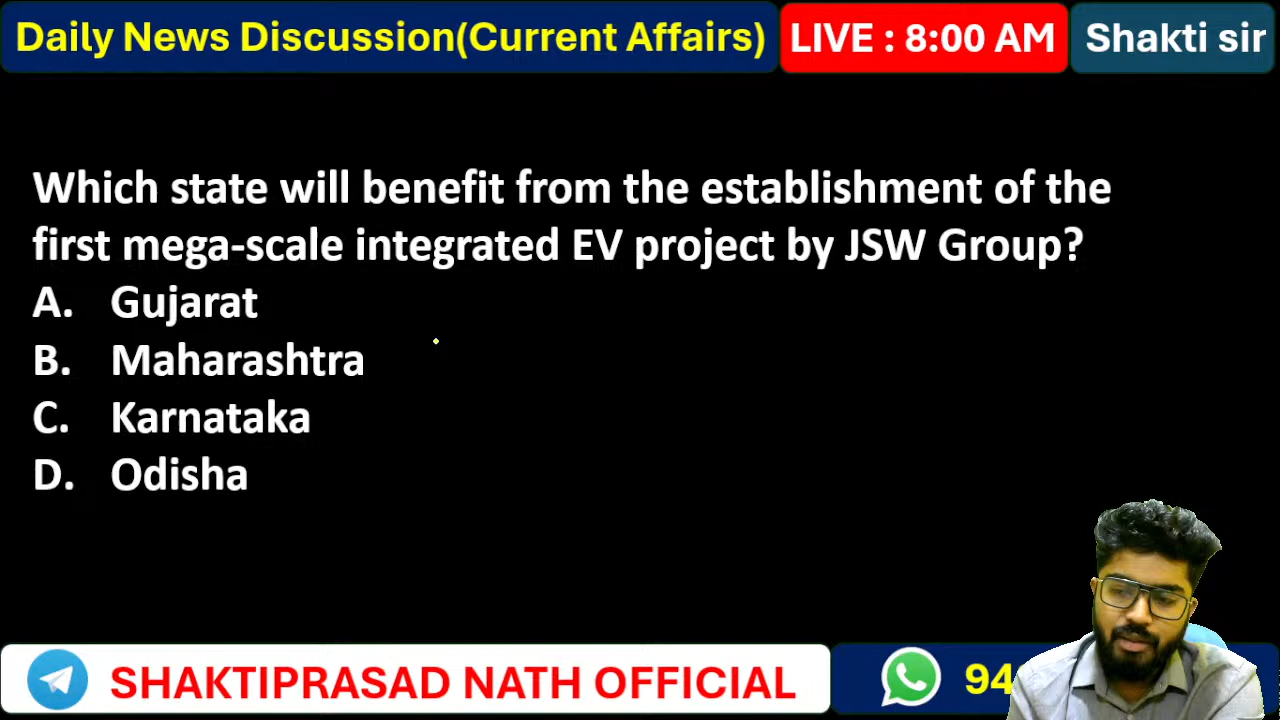 Daily News Discussion(Current Affairs)
LIVE : 8:00 AM
Shakti sir
Which state will benefit from the establishment of the
first mega-scale integrated EV project by JSW Group?
A. Gujarat
B. Maharashtra
C. Karnataka
D. Odisha
SHAKTIPRASAD NATH OFFICIAL
94